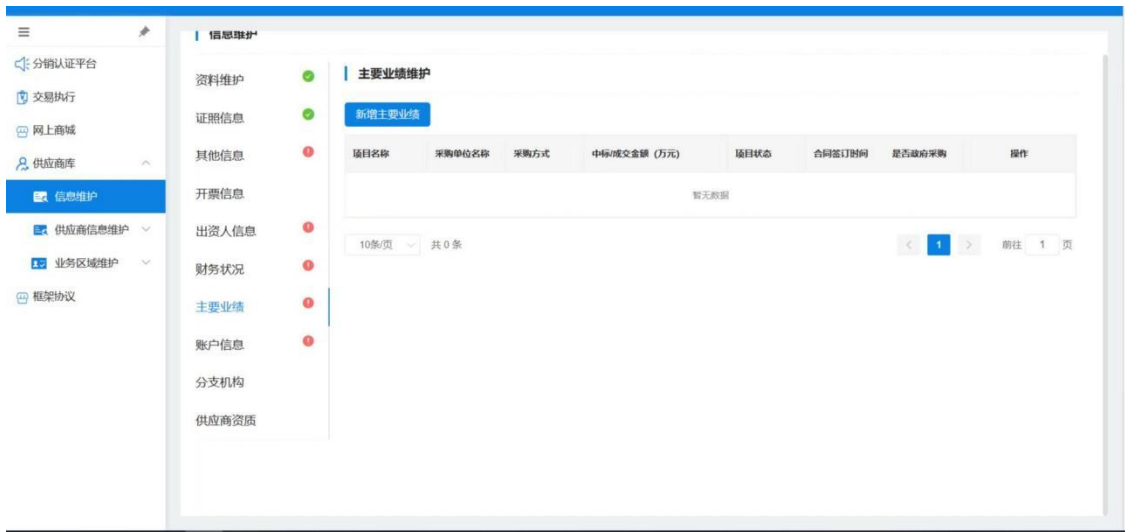 信息维护
分销认证平台
交易执行
网上商城
供应商库
信息维护
供应商信息维护
业务区域维护
框架协议
资料维护
证照信息
其他信息
开票信息
出资人信息
财务状况
主要业绩
账户信息
分支机构
供应商资质
主要业绩维护
新增主要业绩
项目名称 采购单位名称 采购方式 中标/成交金额 (万元) 项目状态 合同签订时间 是否政府采购 操作
暂无数据
10条/页 共 0 条 1 前往 1 页